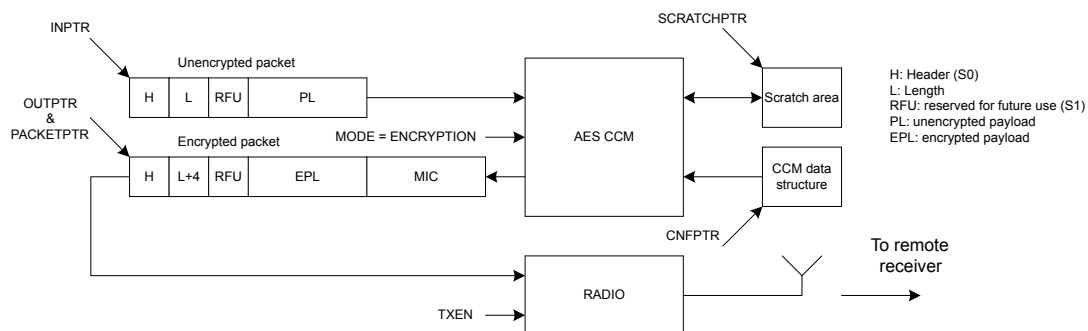 SCRATCHPTR
INPTR
Unencrypted packet
H L RFU PL
OUTPTR
&
PACKETPTR
MODE = ENCRYPTION
AES CCM
Scratch area
H: Header (S0)
L: Length
RFU: reserved for future use (S1)
PL: unencrypted payload
EPL: encrypted payload
Encrypted packet
H L+4 RFU EPL MIC
CCM data
structure
CNFPTR
To remote
receiver
RADIO
TXEN